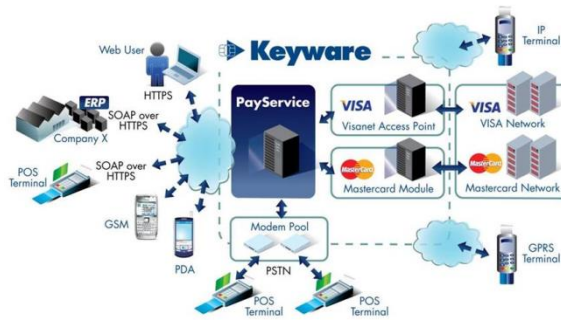 Web User
HTTPS
Keyware
IP
Terminal
ERP
Company X
SOAP over
HTTPS
PayService
VISA
Visanet Access Point
VISA
VISA Network
POS
Terminal
SOAP over
HTTPS
MasterCard
Mastercard Module
MasterCard
Mastercard Network
GSM
PDA
Modem Pool
PSTN
GPRS
Terminal
POS
Terminal
POS
Terminal